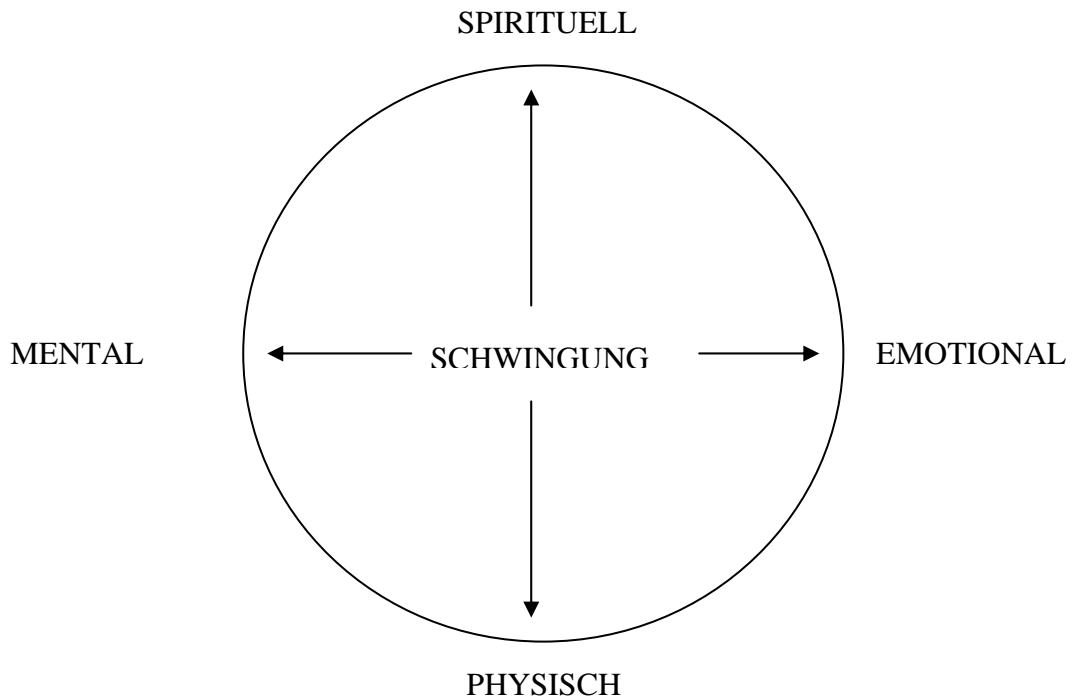 SPIRITUELL
MENTAL
SCHWINGUNG
EMOTIONAL
PHYSISCH